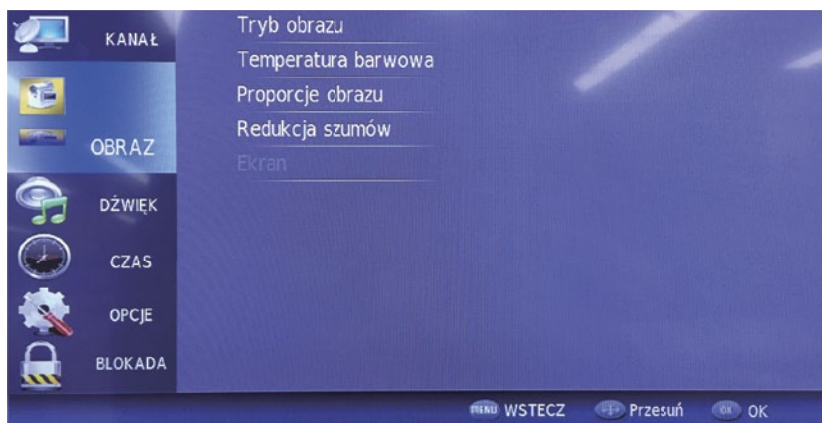 KANAŁ
OBRAZ
DŹWIĘK
CZAS
OPCJE
BLOKADA
Tryb obrazu
Temperatura barwowa
Proporcje obrazu
Redukcja szumów
Ekran
MENU WSTECZ Przesuń OK OK